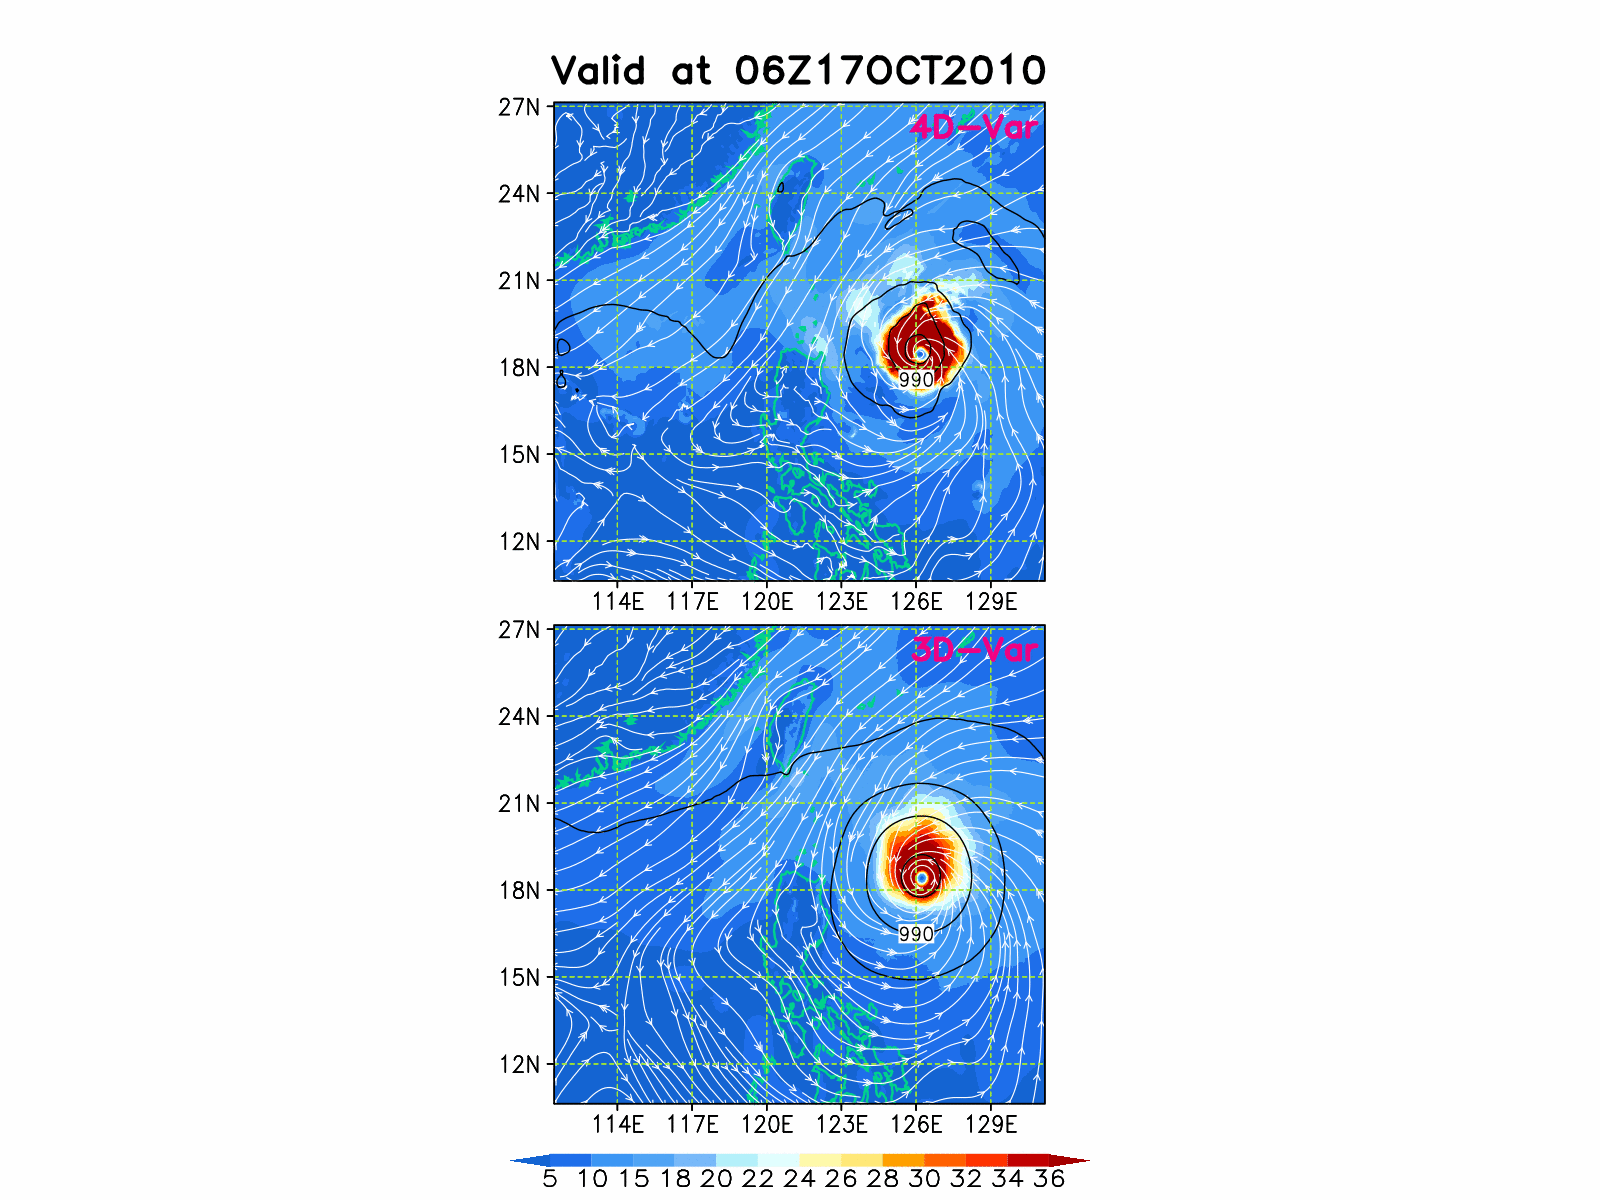 Valid at 06Z17OCT2010
27N
4D-Var
24N
21N
18N
990
15N
12N
114E 117E 120E 123E 126E 129E
27N
3D-Var
24N
21N
18N
990
15N
12N
114E 117E 120E 123E 126E 129E
5 10 15 18 20 22 24 26 28 30 32 34 36